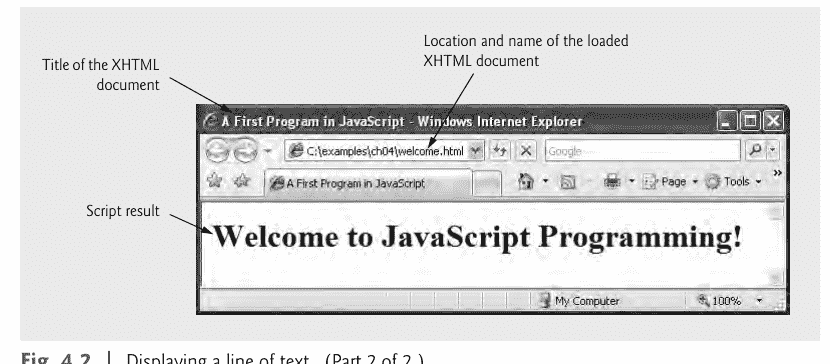 Location and name of the loaded
XHTML document
Title of the XHTML
document
A First Program in JavaScript - Windows Internet Explorer
C:\examples\ch04\welcome.html
Google
A First Program in JavaScript
Page
Tools
»
Script result
Welcome to JavaScript Programming!
My Computer
100%
Fig. 4.2 | Displaying a line of text. (Part 2 of 2.)